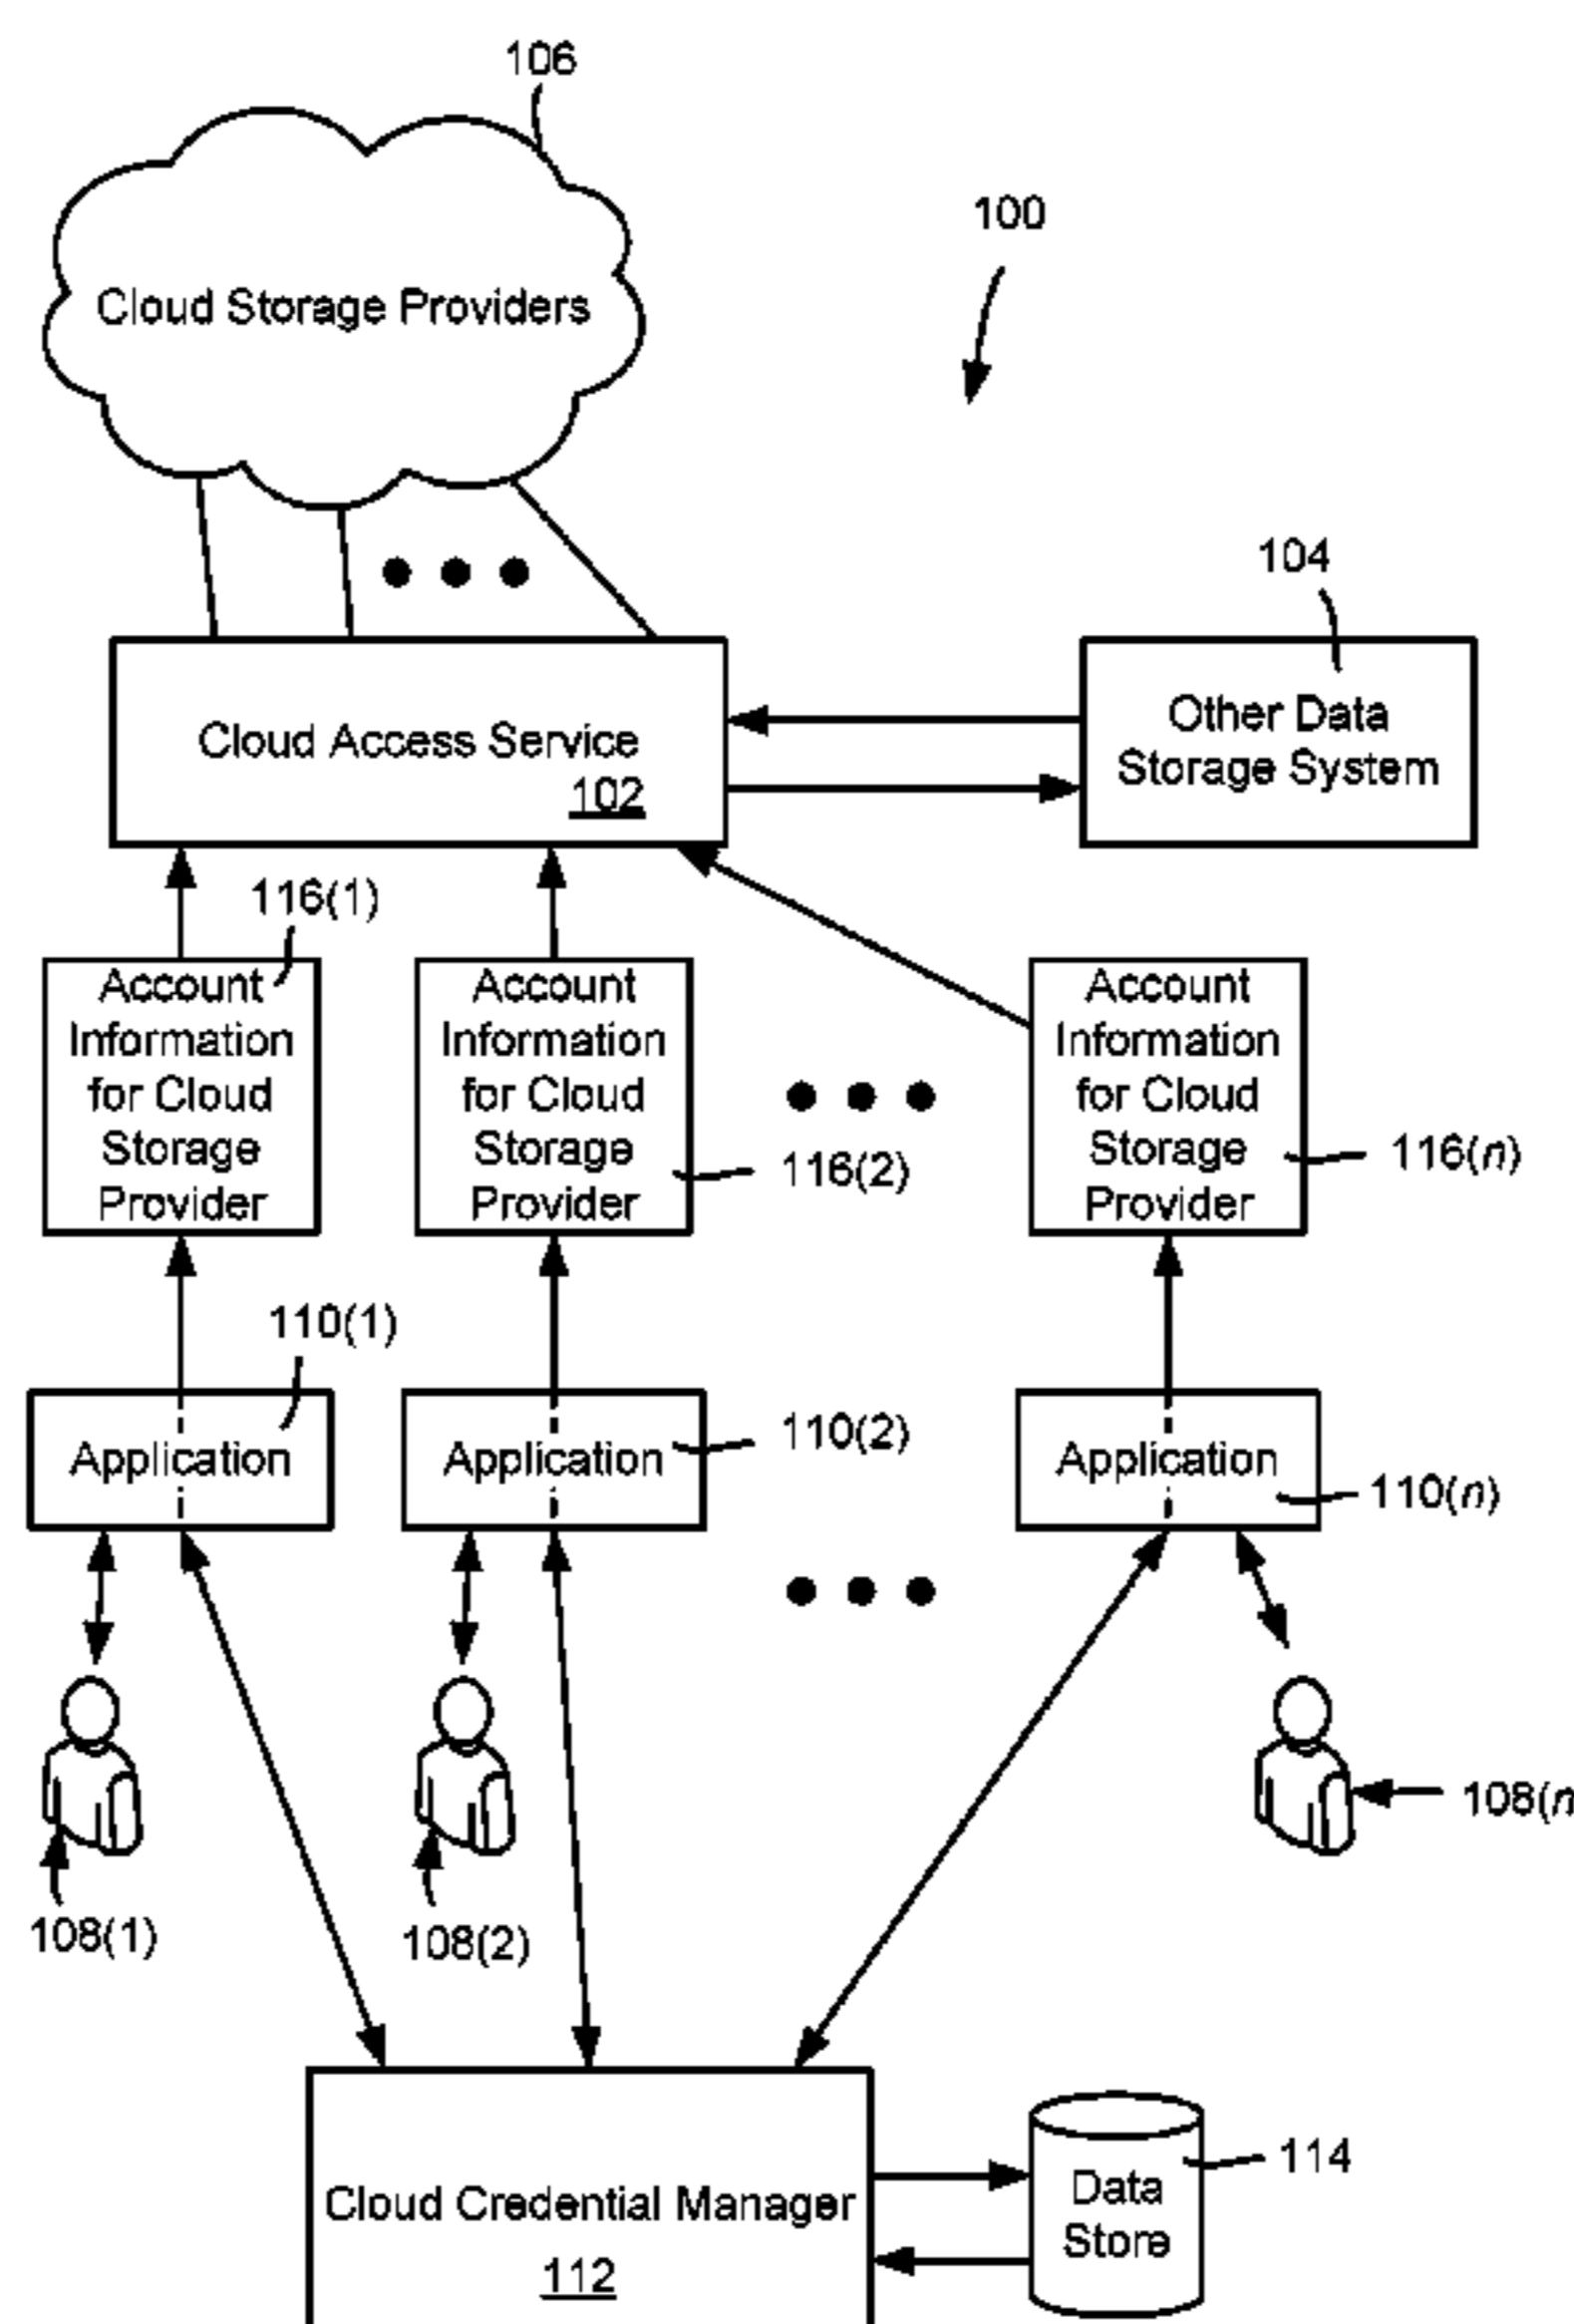 106
100
Cloud Storage Providers
104
Other Data
Storage System
Cloud Access Service
102
116(1)
Account
Information
for Cloud
Storage
Provider
Account
Information
for Cloud
Storage
Provider
116(2)
Account
Information
for Cloud
Storage
Provider
116(n)
110(1)
Application
Application
110(2)
Application
110(n)
108(1)
108(2)
108(n
Cloud Credential Manager
112
Data
Store
114